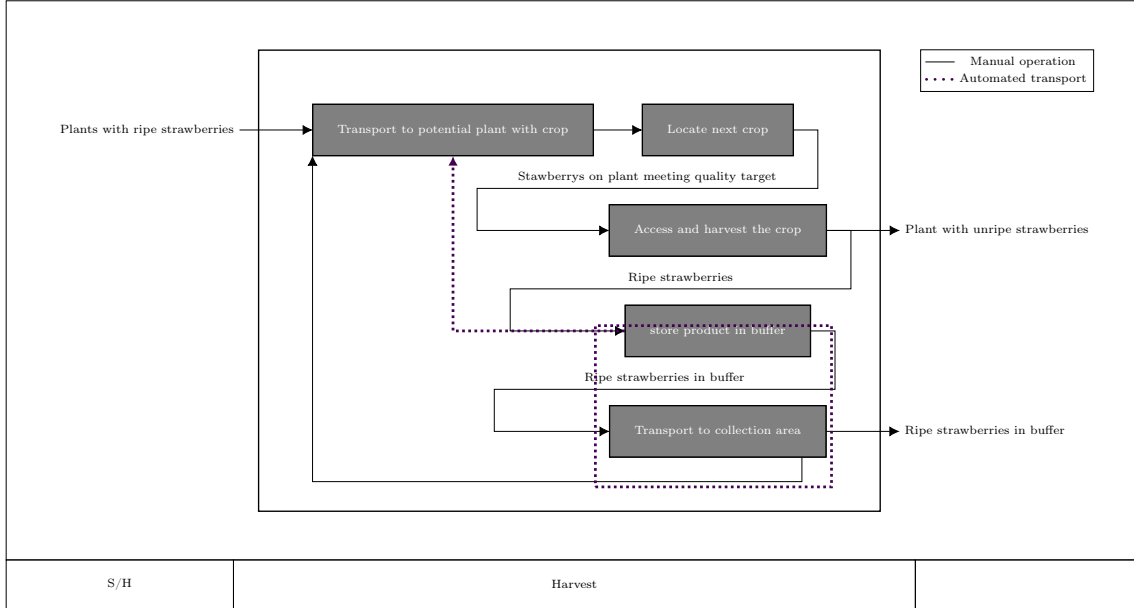 Manual operation
Automated transport
Plants with ripe strawberries
Transport to potential plant with crop
Locate next crop
Stawberrys on plant meeting quality target
Access and harvest the crop
Plant with unripe strawberries
Ripe strawberries
store product in buffer
Ripe strawberries in buffer
Transport to collection area
Ripe strawberries in buffer
S/H
Harvest